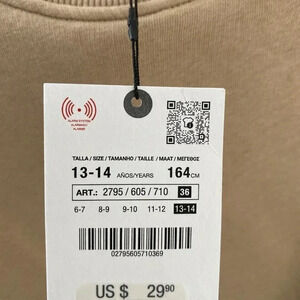 ALARM SYSTEM
TALLA / SIZE / TAMANHO / TAILLE / MAAT / ΜΕΓΕΘΟΣ
13-14 AÑOS/YEARS 164CM
ART.: 2795 / 605 / 710 36
6-7 8-9 9-10 11-12 13-14
02795605710369
US $ 29.90